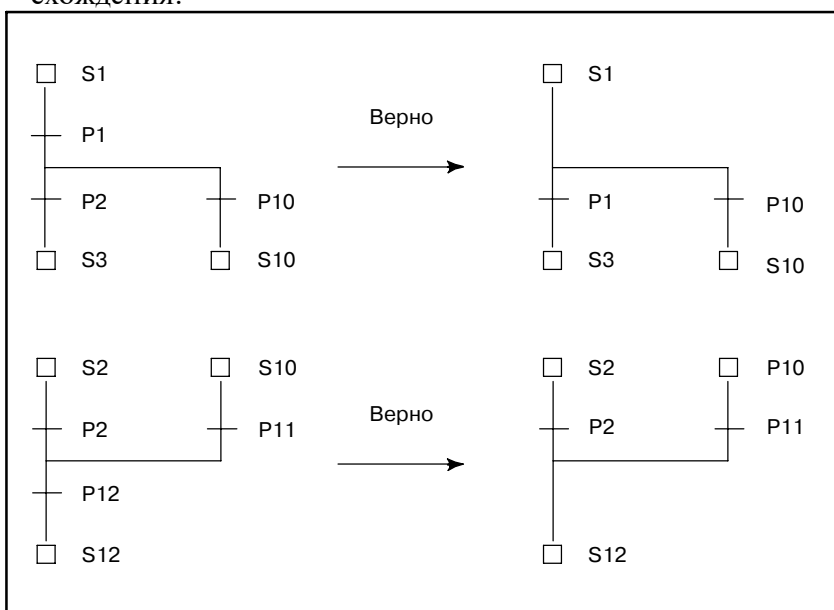 схождения:
S1 S1
P1 Верно
P2 P10 P1 P10
S3 S10 S3 S10
S2 S10 S2 P10
P2 P11 Верно P2 P11
P12
S12 S12